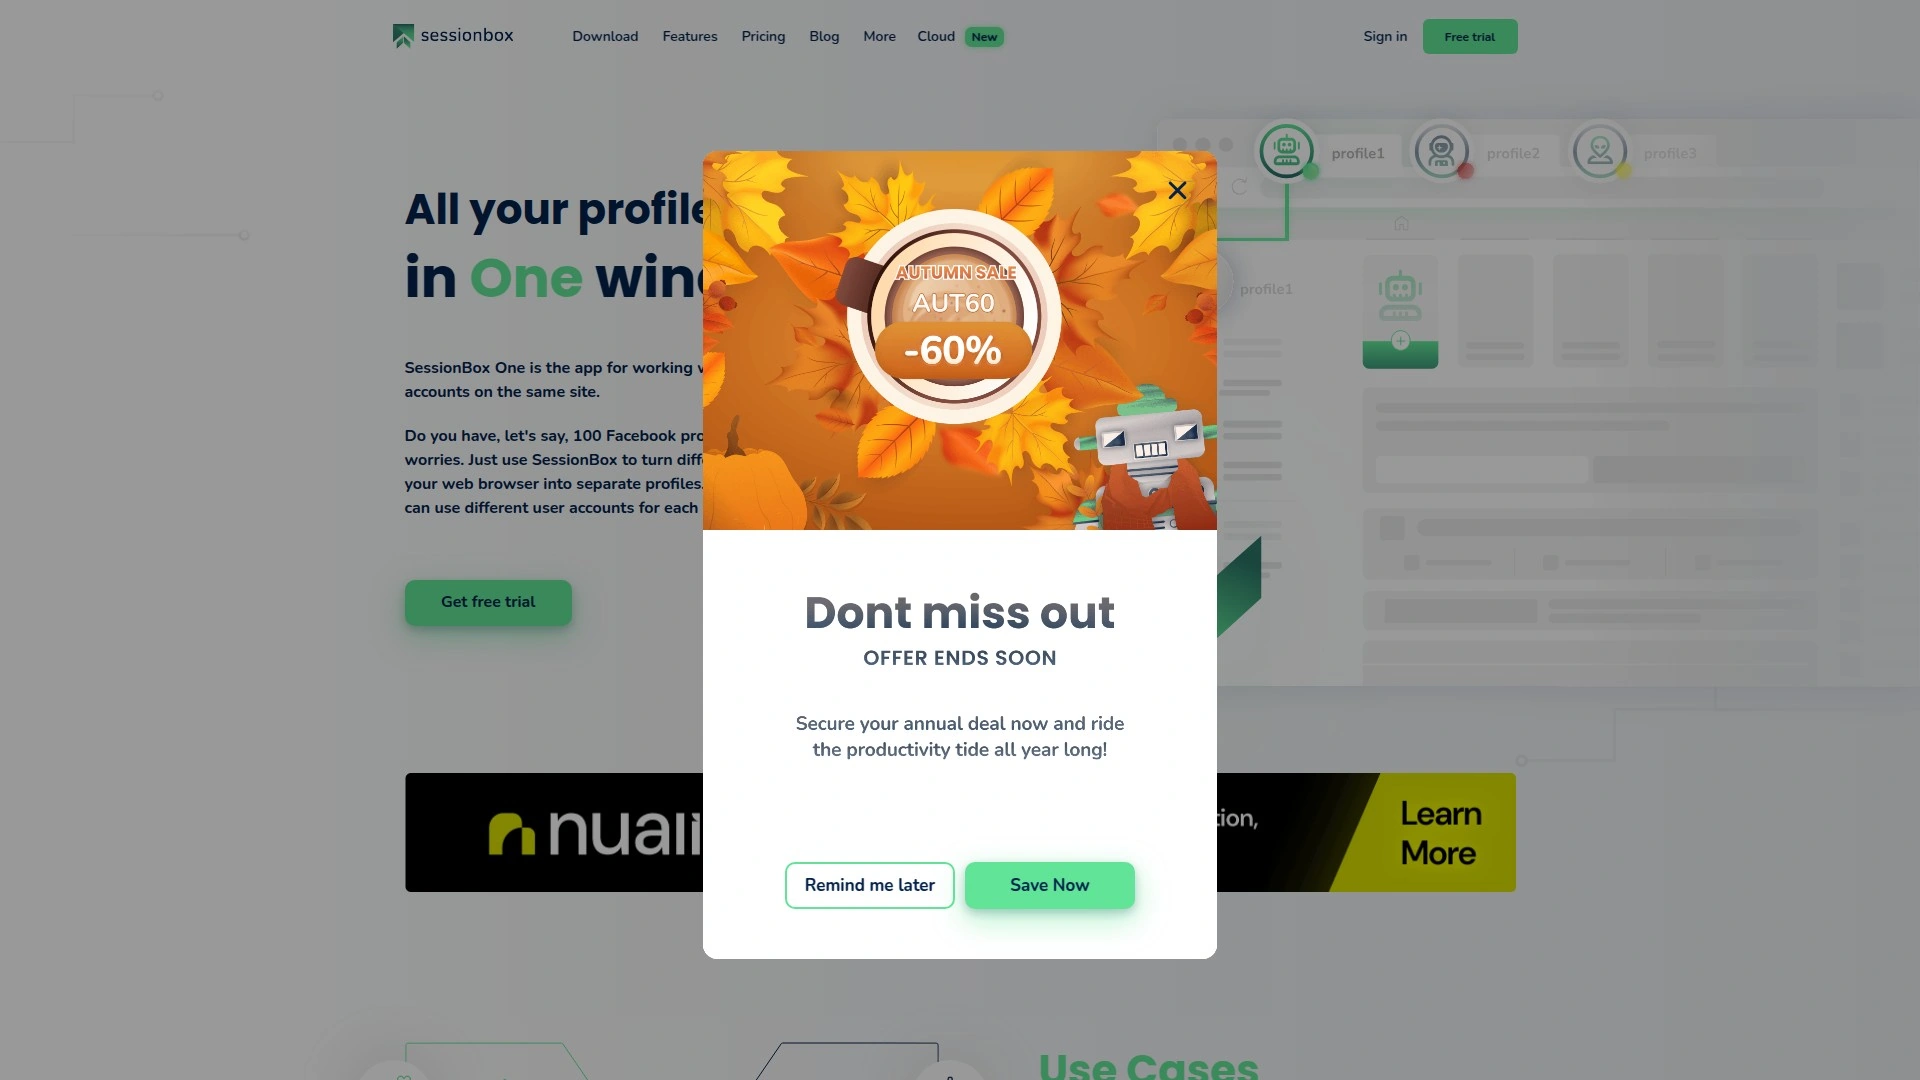 sessionbox
Download Features Pricing Blog More Cloud New
Sign in Free trial
profile1 profile2 profile3
All your profile
in One win
profile1
SessionBox One is the app for working
accounts on the same site.
Do you have, let's say, 100 Facebook
worries. Just use SessionBox to turn
your web browser into separate profiles.
can use different user accounts for each
Get free trial
AUTUMN SALE
AUT60
-60%
Dont miss out
OFFER ENDS SOON
Secure your annual deal now and ride
the productivity tide all year long!
Remind me later Save Now
Learn
More
Use Cases